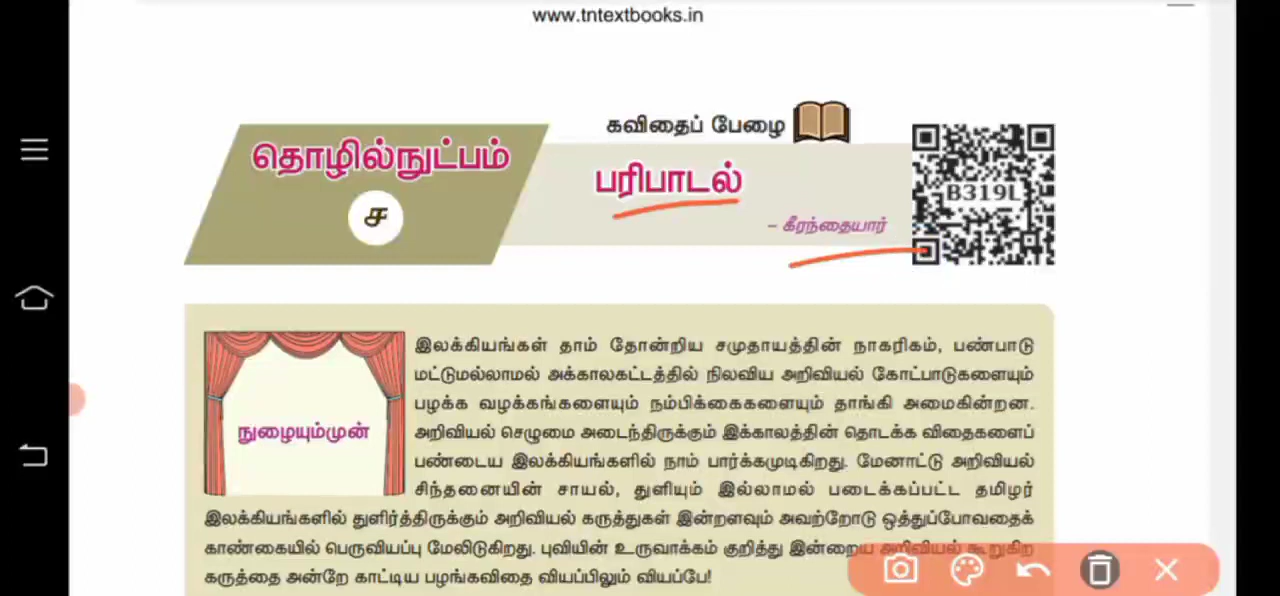 www.tntextbooks.in
கவிதைப் பேழை
தொழில்நுட்பம்
பரிபாடல்
ச
– கீரந்தையார்
B319L
இலக்கியங்கள் தாம் தோன்றிய சமுதாயத்தின் நாகரிகம், பண்பாடு
மட்டுமல்லாமல் அக்காலகட்டத்தில் நிலவிய அறிவியல் கோட்பாடுகளையும்
பழக்க வழக்கங்களையும் நம்பிக்கைகளையும் தாங்கி அமைகின்றன.
நுழையும்முன்
அறிவியல் செழுமை அடைந்திருக்கும் இக்காலத்தின் தொடக்க விதைகளைப்
பண்டைய இலக்கியங்களில் நாம் பார்க்கமுடிகிறது. மேனாட்டு அறிவியல்
சிந்தனையின் சாயல், துளியும் இல்லாமல் படைக்கப்பட்ட தமிழர்
இலக்கியங்களில் துளிர்த்திருக்கும் அறிவியல் கருத்துகள் இன்றளவும் அவற்றோடு ஒத்துப்போவதைக்
காண்கையில் பெருவியப்பு மேலிடுகிறது. புவியின் உருவாக்கம் குறித்து இன்றைய அறிவியல் கூறுகிற
கருத்தை அன்றே காட்டிய பழங்கவிதை வியப்பிலும் வியப்பே!